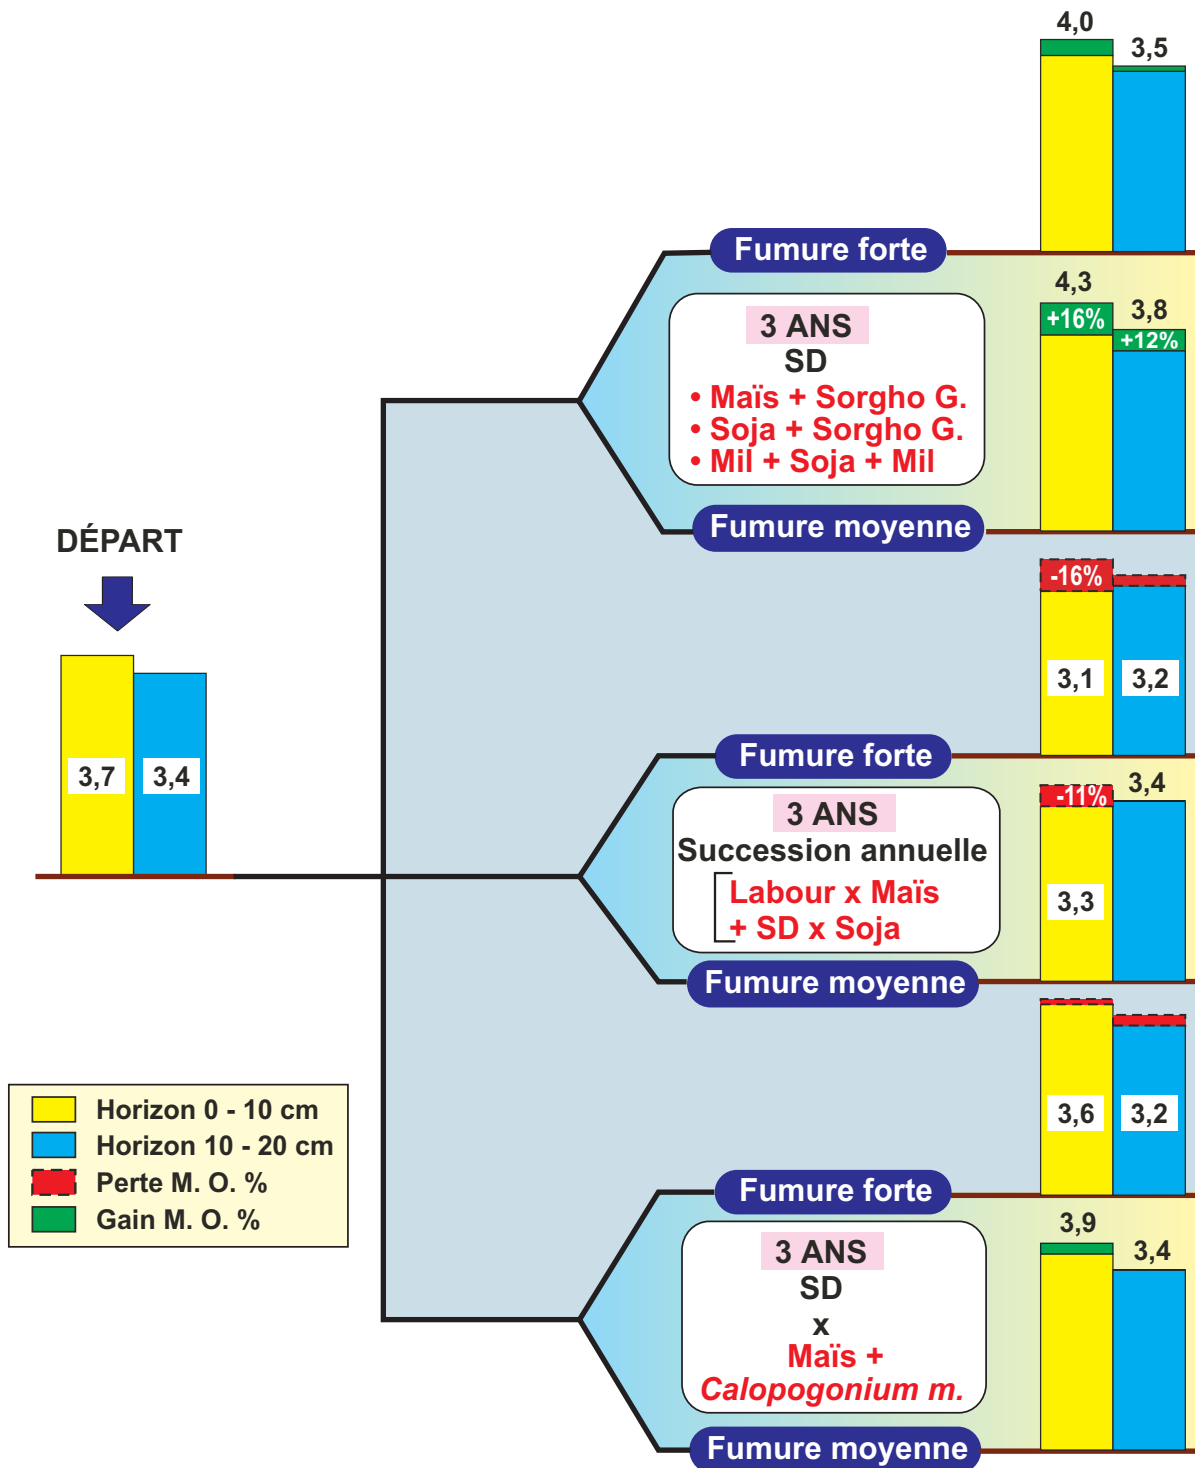 4,0
3,5
Fumure forte
4,3
3,8
+16%
+12%
3 ANS
SD
• Maïs + Sorgho G.
• Soja + Sorgho G.
• Mil + Soja + Mil
Fumure moyenne
DÉPART
3,7
3,4
-16%
3,1
3,2
Fumure forte
-11%
3,4
3 ANS
Succession annuelle
Labour x Maïs
+ SD x Soja
3,3
Fumure moyenne
3,6
3,2
Horizon 0 - 10 cm
Horizon 10 - 20 cm
Perte M. O. %
Gain M. O. %
Fumure forte
3,9
3,4
3 ANS
SD
x
Maïs +
Calopogonium m.
Fumure moyenne